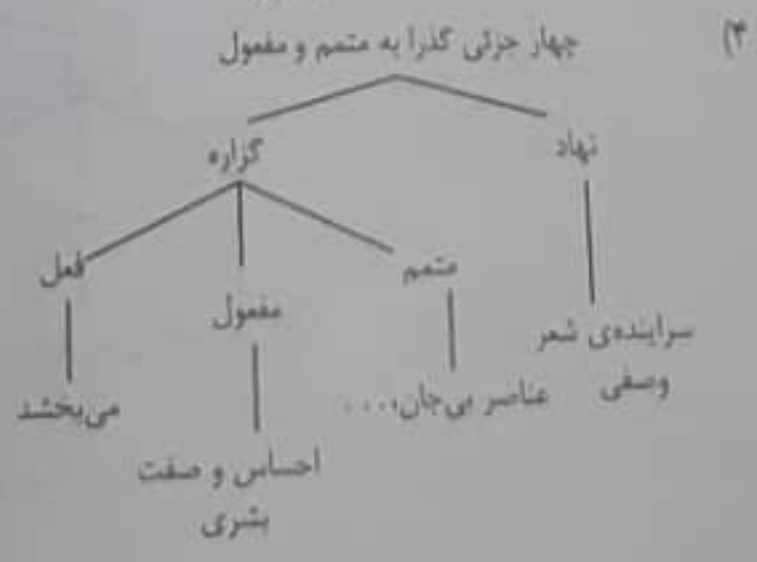 ۴) چهار جزئی گذرا به متمم و مفعول
نهاد
گزاره
متمم
مفعول
فعل
سراینده‌ی شعر
وصفی
عناصر بی‌جان، ...
احساس و صفت
بشری
می‌بخشد